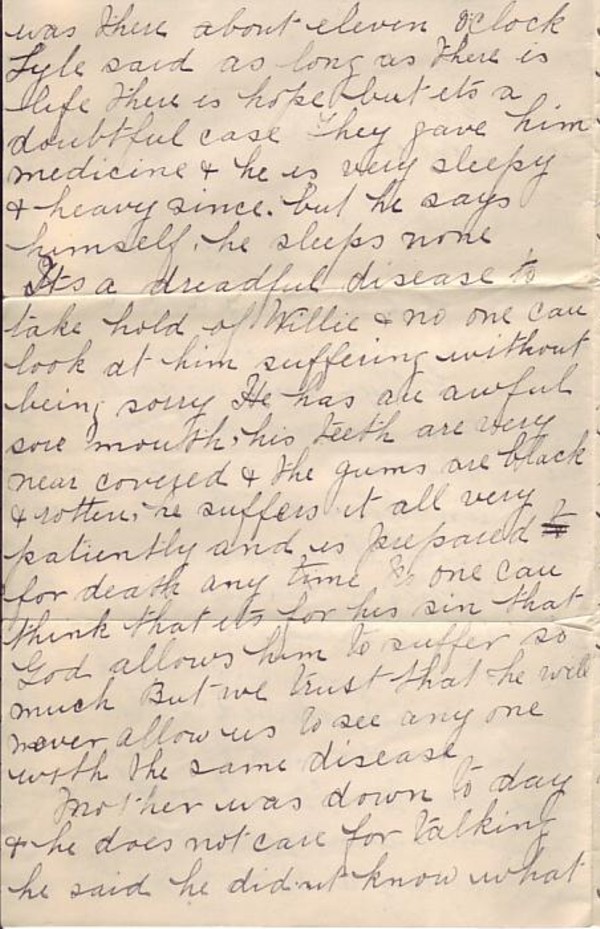 was there about eleven O'Clock
Lyle said as long as there is
life there is hope but its a
doubtful case They gave him
medicine & he is very sleepy
& heavy since. but he says
himself, he sleeps none
Its a dreadful disease to
take hold of Willie & no one can
look at him suffering without
being sorry He has an awful
sore mouth, his teeth are very
near covered & the gums are black
& rotten, he suffers it all very
patiently and is prepared
for death any time No one can
think that its for his sin that
God allows him to suffer so
much But we trust that he will
never allow us to see any one
with the same disease
Mother was down to day
& he does not care for talking
he said he did nt know what